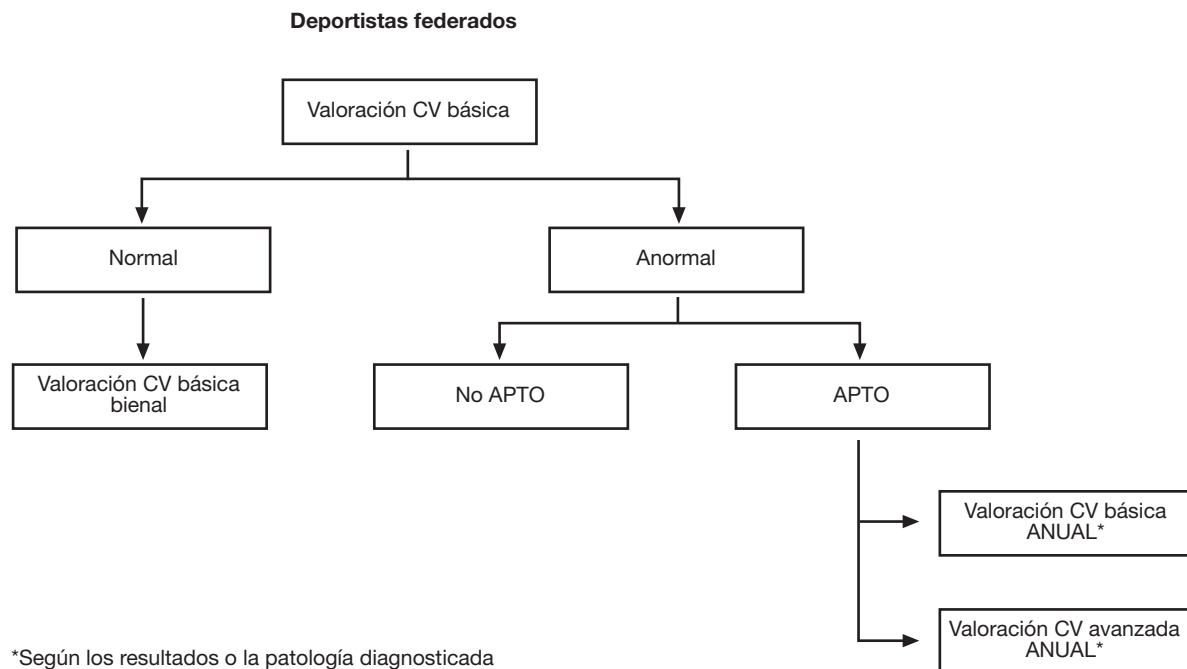 Deportistas federados
Valoración CV básica
Normal
Anormal
Valoración CV básica
bienal
No APTO
APTO
Valoración CV básica
ANUAL*
Valoración CV avanzada
ANUAL*
*Según los resultados o la patología diagnosticada